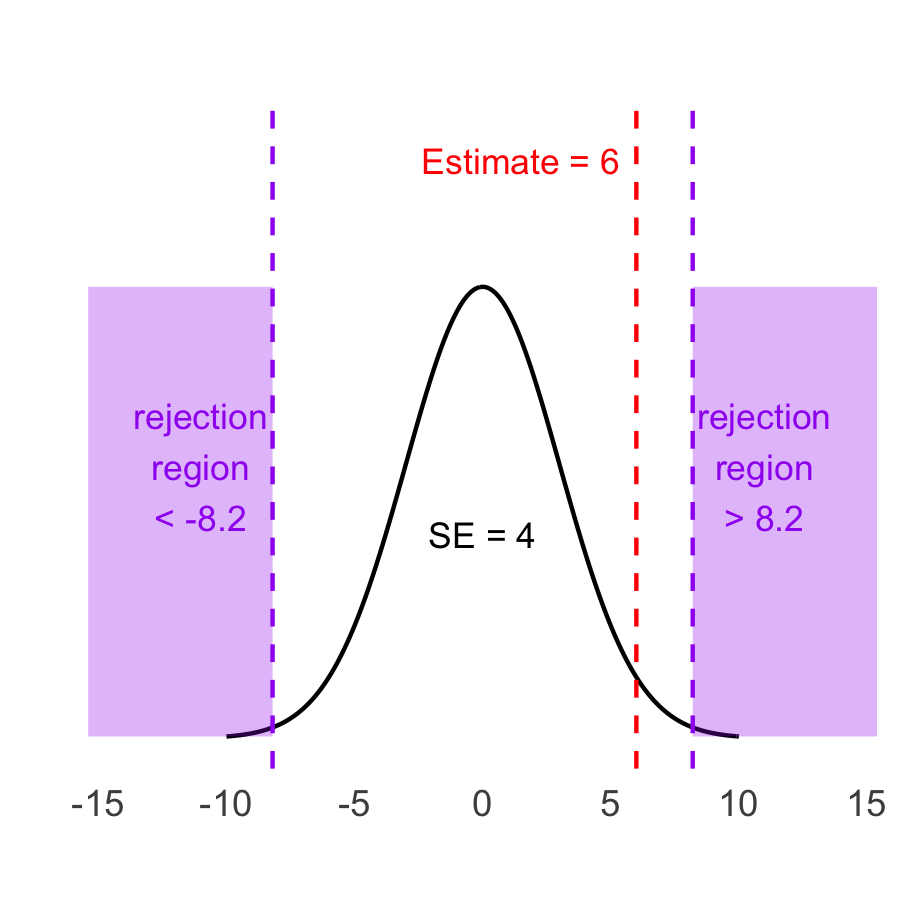 Estimate = 6
rejection
region
< -8.2
rejection
region
> 8.2
SE = 4
-15 -10 -5 0 5 10 15